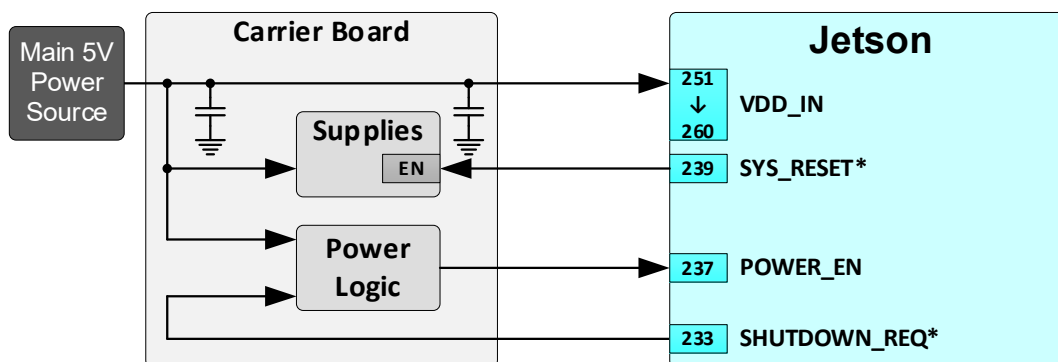 Carrier Board
Jetson
Main 5V
Power
Source
251
↓
260
VDD_IN
Supplies
EN
239
SYS_RESET*
Power
Logic
237
POWER_EN
233
SHUTDOWN_REQ*